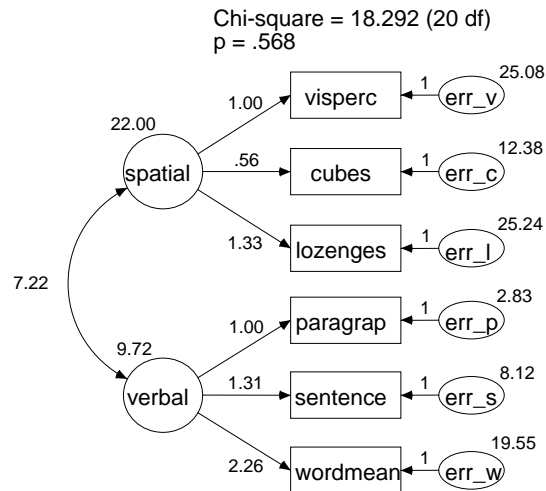 Chi-square = 18.292 (20 df)
p = .568
25.08
1.00
visperc
1
err_v
22.00
12.38
spatial
.56
cubes
1
err_c
25.24
1.33
lozenges
1
err_l
7.22
2.83
1.00
paragrap
1
err_p
9.72
8.12
verbal
1.31
sentence
1
err_s
19.55
2.26
wordmean
1
err_w